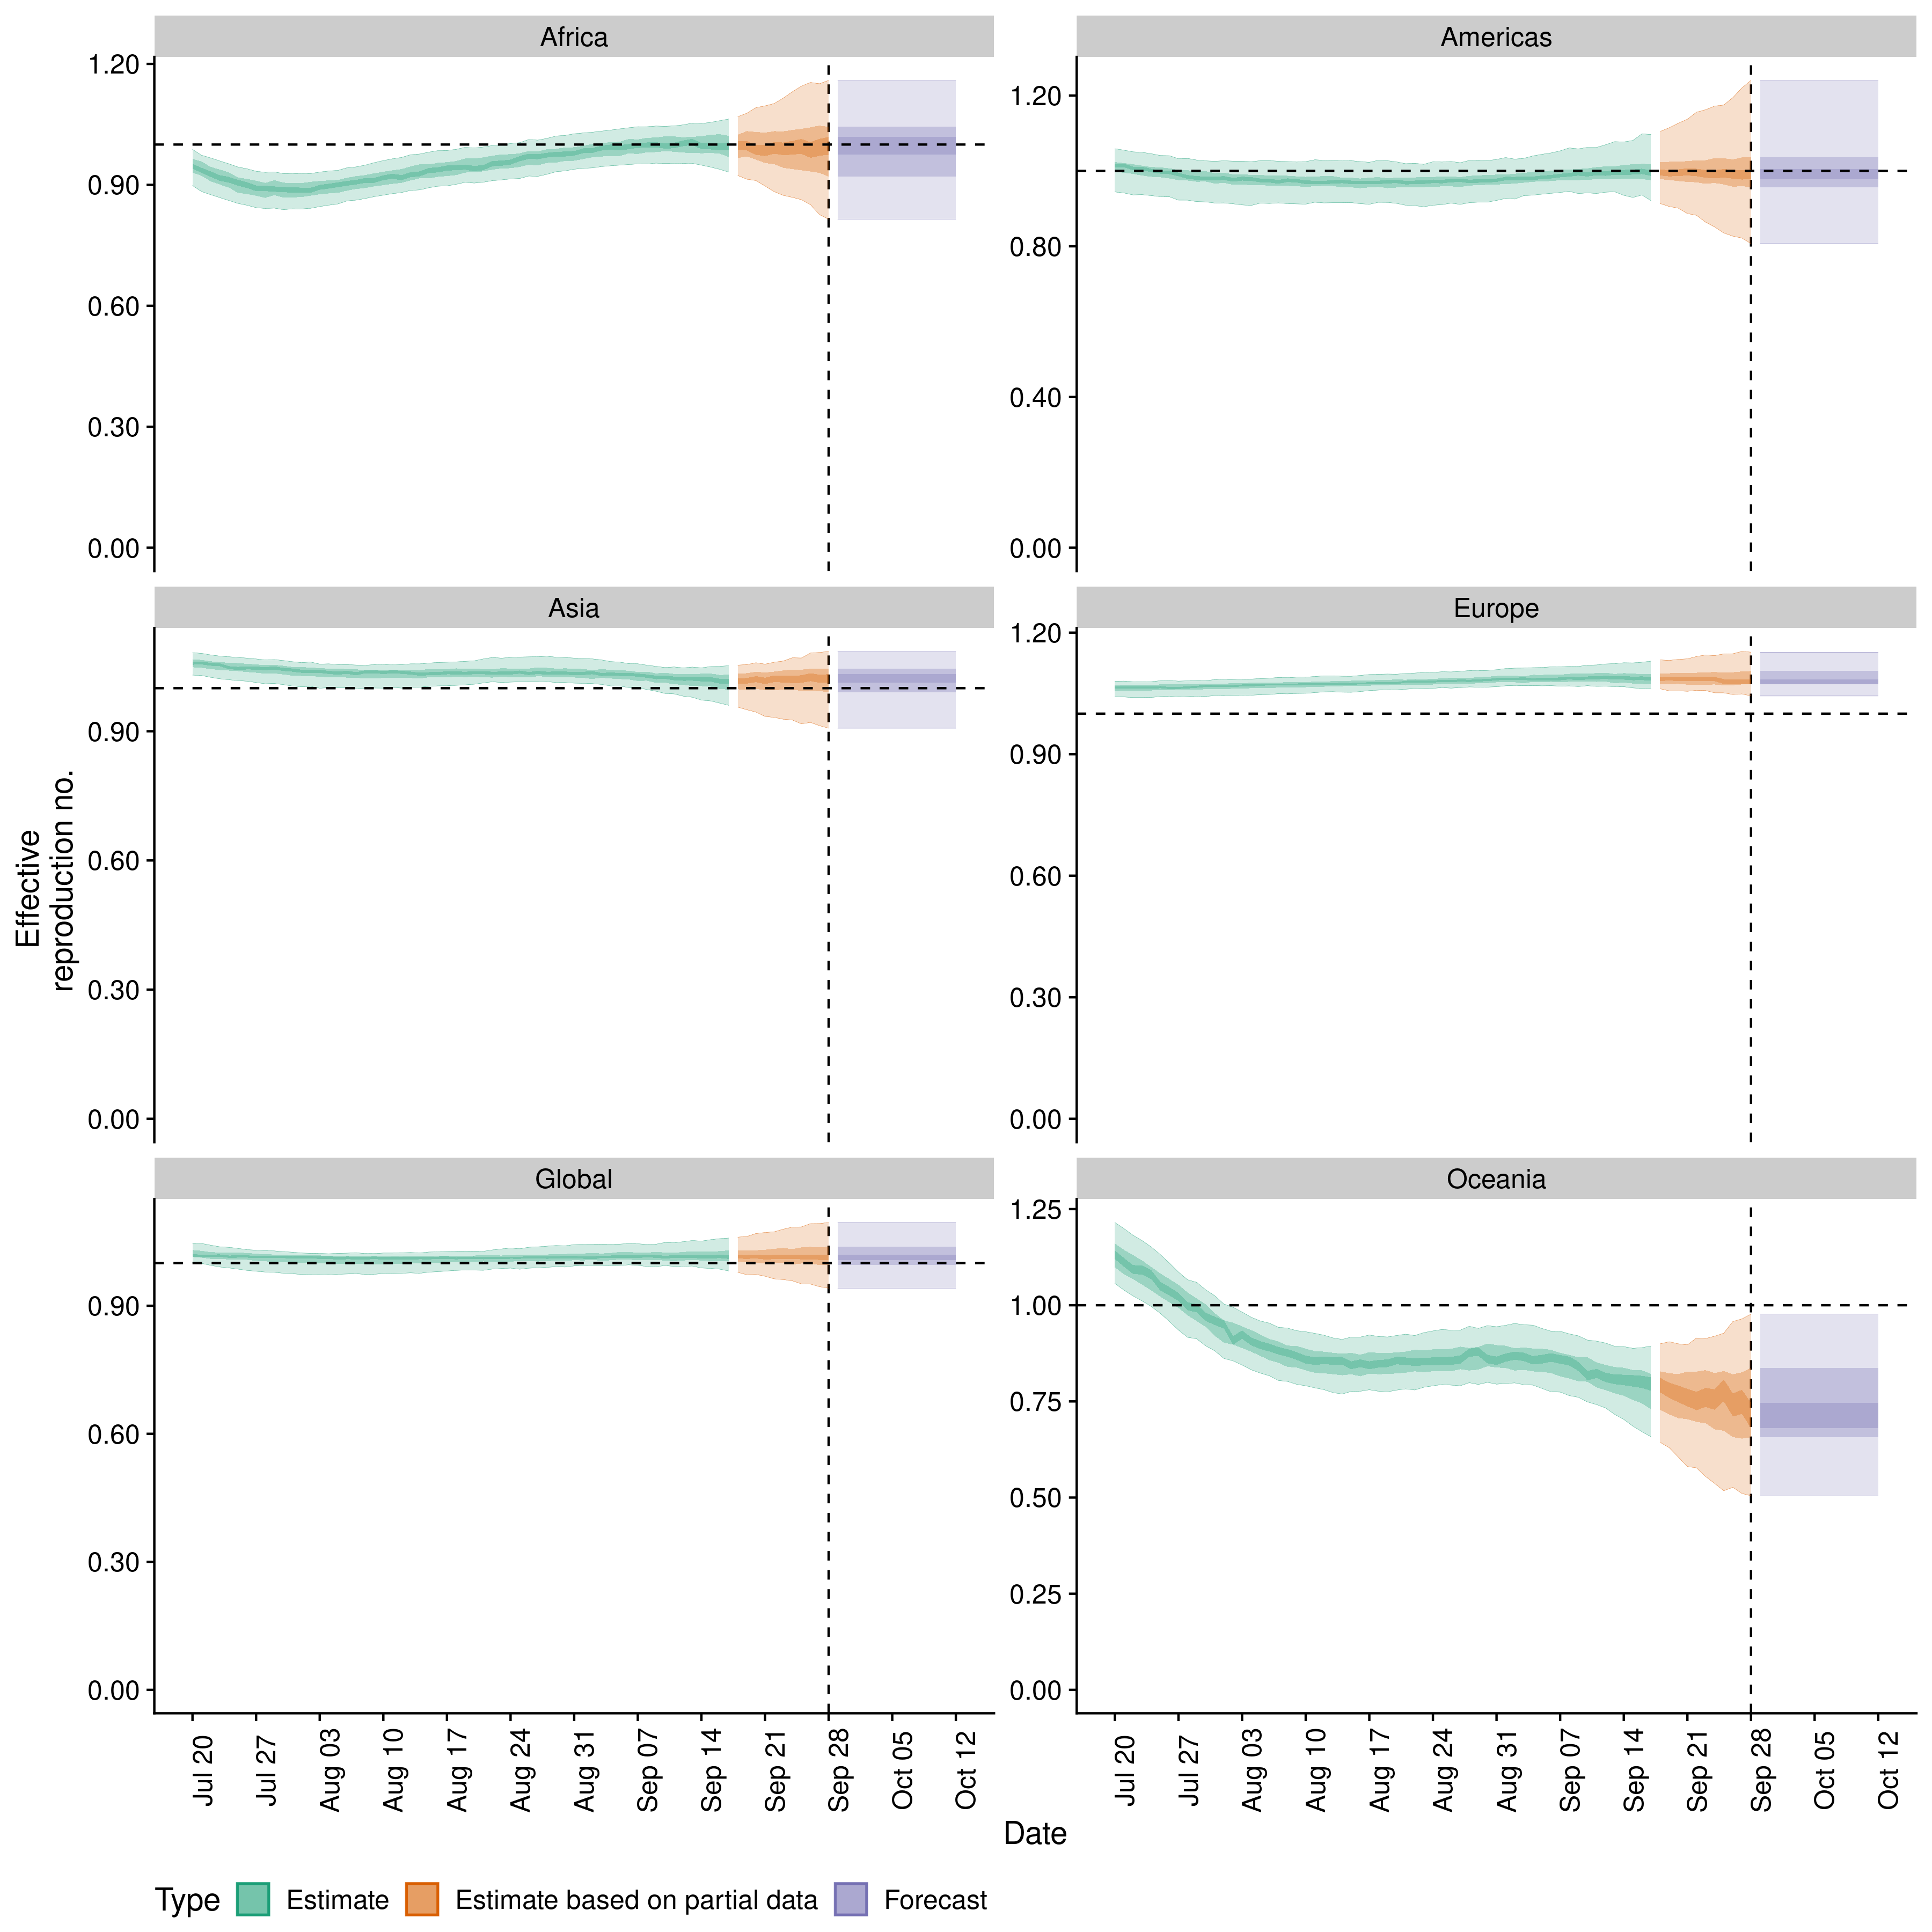 Africa
Americas
1.20
0.90
0.60
0.30
0.00
1.20
0.80
0.40
0.00
Asia
Europe
0.90
0.60
0.30
0.00
1.20
0.90
0.60
0.30
0.00
Global
Oceania
0.90
0.60
0.30
0.00
1.25
1.00
0.75
0.50
0.25
0.00
Effective
reproduction no.
Jul 20
Jul 27
Aug 03
Aug 10
Aug 17
Aug 24
Aug 31
Sep 07
Sep 14
Sep 21
Sep 28
Oct 05
Oct 12
Jul 20
Jul 27
Aug 03
Aug 10
Aug 17
Aug 24
Aug 31
Sep 07
Sep 14
Sep 21
Sep 28
Oct 05
Oct 12
Date
Type Estimate Estimate based on partial data Forecast